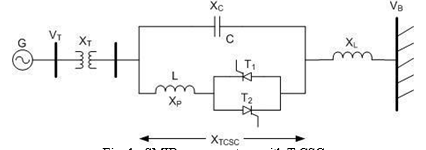 X_C
V_B
C
G
V_T
X_T
X_L
L
T_1
X_P
T_2
X_TCSC